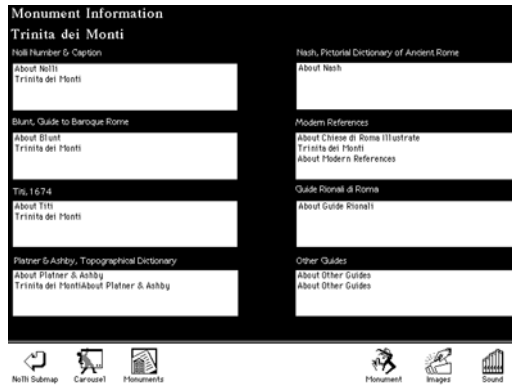 Monument Information
Trinita dei Monti
Nolli Number & Caption
About Nolli
Trinita dei Monti
Blunt, Guide to Baroque Rome
About Blunt
Trinita dei Monti
Titi, 1674
About Titi
Trinita dei Monti
Platner & Ashby, Topographical Dictionary
About Platner & Ashby
Trinita dei MontiAbout Platner & Ashby
Nash, Pictorial Dictionary of Ancient Rome
About Nash
Modern References
About Chiese di Roma Illustrate
Trinita dei Monti
About Modern References
Guide Rionali di Roma
About Guide Rionali
Other Guides
About Other Guides
About Other Guides
Nolli Submap
Carousel
Monuments
Monument
Images
Sound